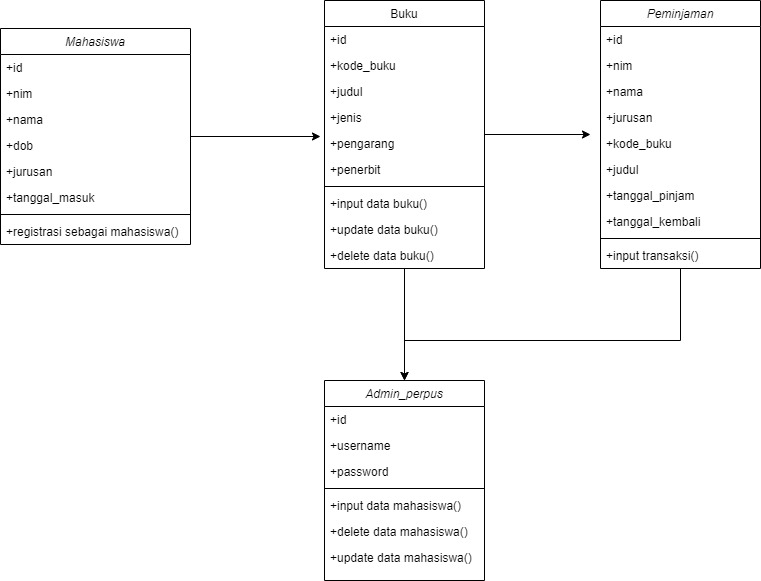 Mahasiswa
+id
+nim
+nama
+dob
+jurusan
+tanggal_masuk
+registrasi sebagai mahasiswa()
Buku
+id
+kode_buku
+judul
+jenis
+pengarang
+penerbit
+input data buku()
+update data buku()
+delete data buku()
Peminjaman
+id
+nim
+nama
+jurusan
+kode_buku
+judul
+tanggal_pinjam
+tanggal_kembali
+input transaksi()
Admin_perpus
+id
+username
+password
+input data mahasiswa()
+delete data mahasiswa()
+update data mahasiswa()